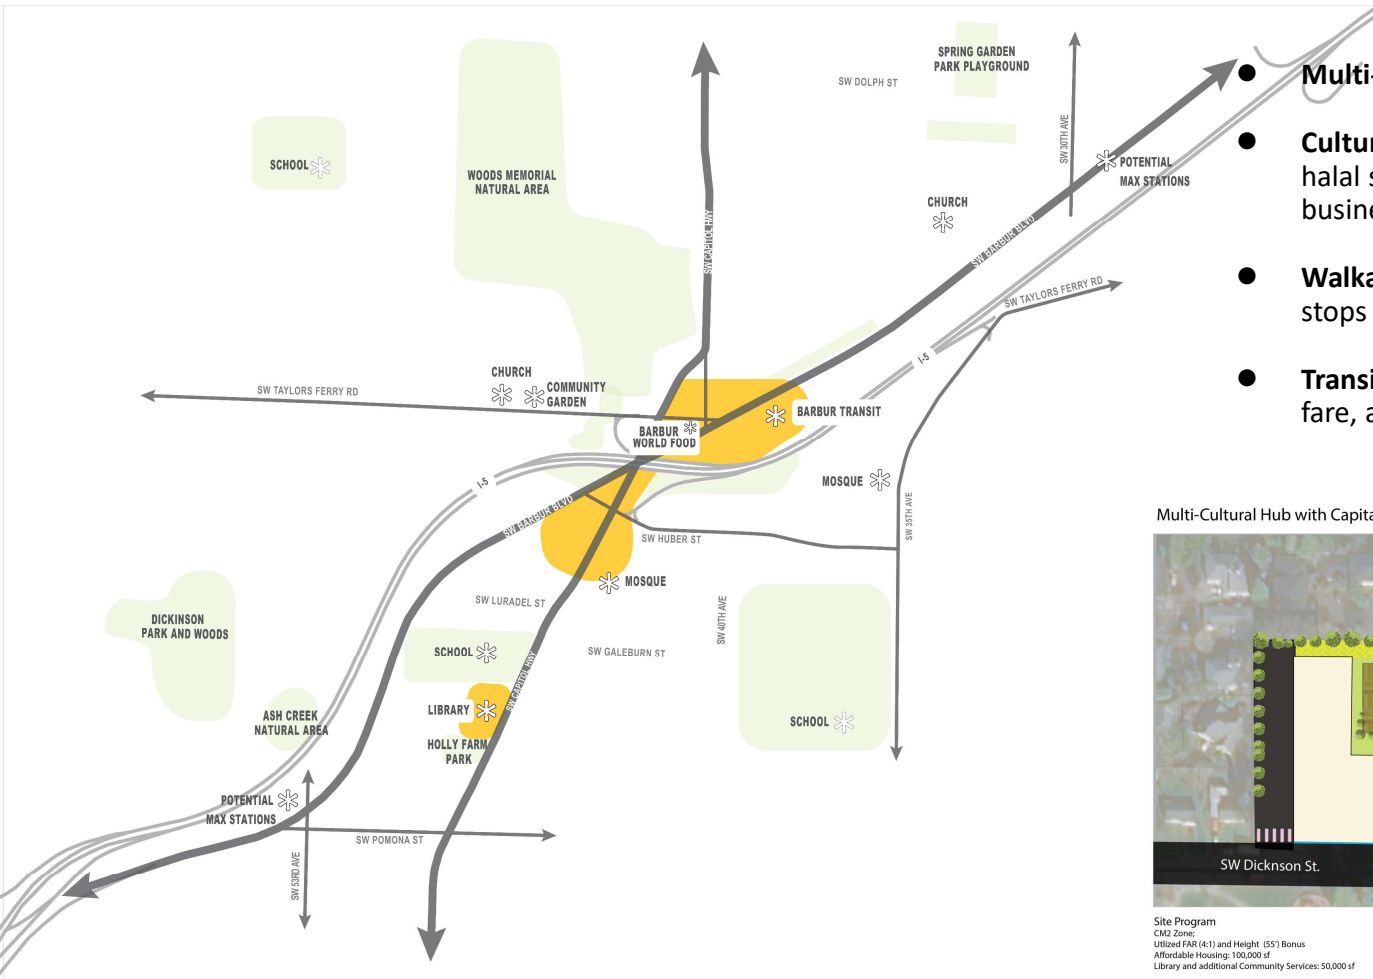 SPRING GARDEN
PARK PLAYGROUND
SW DOLPH ST
SW 30TH AVE
SCHOOL
WOODS MEMORIAL
NATURAL AREA
POTENTIAL
MAX STATIONS
CHURCH
SW CAPITOL HWY
SW BARBUR BLVD
SW TAYLORS FERRY RD
I-5
CHURCH
COMMUNITY
GARDEN
SW TAYLORS FERRY RD
BARBUR TRANSIT
BARBUR
WORLD FOOD
MOSQUE
I-5
SW BARBUR BLVD
SW 35TH AVE
SW HUBER ST
MOSQUE
SW LURADEL ST
SW 40TH AVE
DICKINSON
PARK AND WOODS
SCHOOL
SW GALEBURN ST
SW CAPITOL HWY
LIBRARY
ASH CREEK
NATURAL AREA
SCHOOL
HOLLY FARM
PARK
POTENTIAL
MAX STATIONS
SW POMONA ST
SW 53RD AVE
● Multi-
● Cultur
halal s
busine
● Walka
stops
● Transi
fare, a
Multi-Cultural Hub with Capita
SW Dicknson St.
Site Program
CM2 Zone;
Utlized FAR (4:1) and Height (55') Bonus
Affordable Housing: 100,000 sf
Library and additional Community Services: 50,000 sf